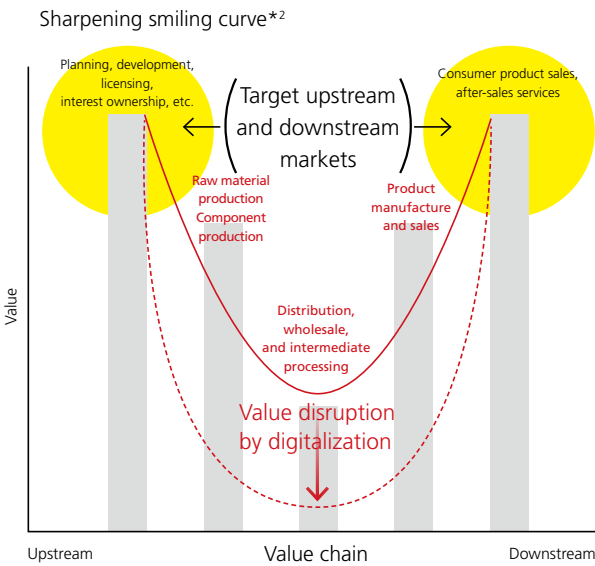 Sharpening smiling curve*2
Planning, development,
licensing,
interest ownership, etc.
Target upstream
and downstream
markets
Consumer product sales,
after-sales services
Raw material
production
Component
production
Product
manufacture
and sales
Distribution,
wholesale,
and intermediate
processing
Value disruption
by digitalization
Value
Upstream
Value chain
Downstream